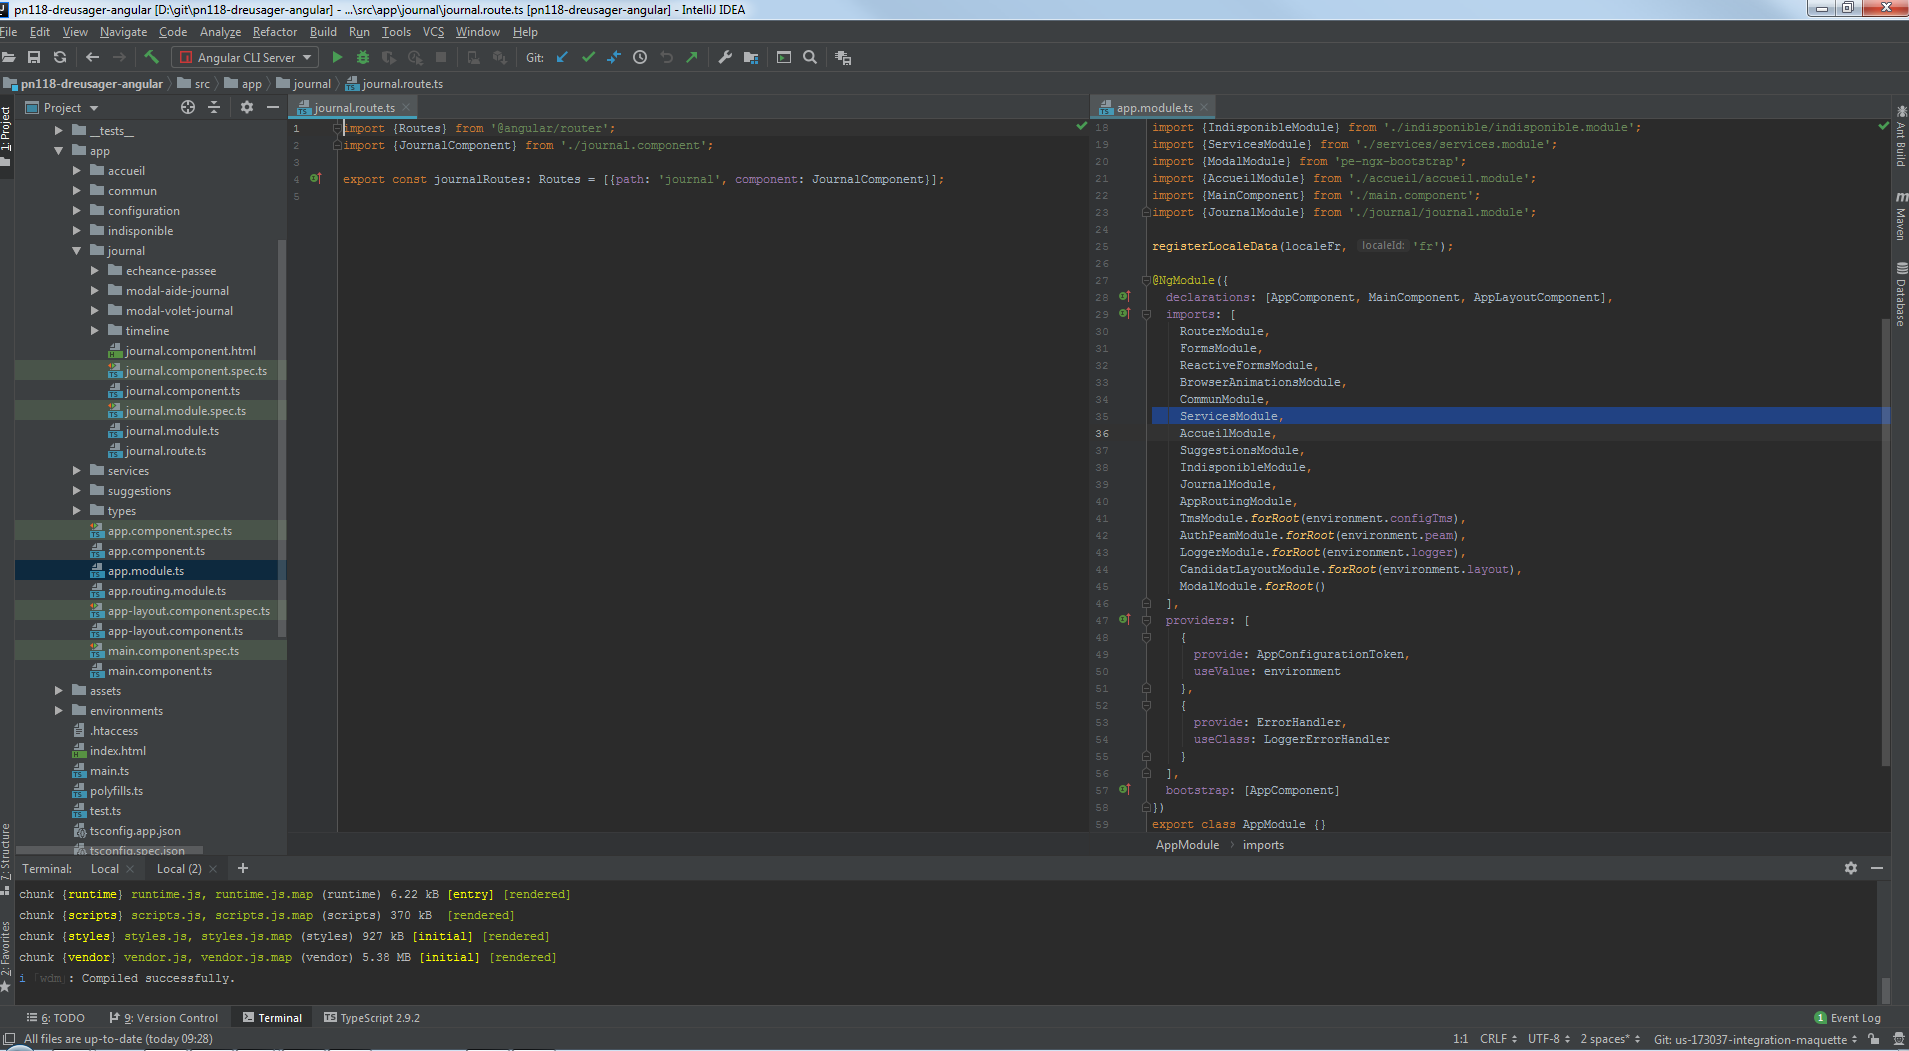 pn118-dreusager-angular [D:\git\pn118-dreusager-angular] - ...\src\app\journal\journal.route.ts [pn118-dreusager-angular] - IntelliJ IDEA
File Edit View Navigate Code Analyze Refactor Build Run Tools VCS Window Help
Angular CLI Server Git:
pn118-dreusager-angular src app journal journal.route.ts
1: Project
7: Structure
2: Favorites
Project
__tests__
app
accueil
commun
configuration
indisponible
journal
echeance-passee
modal-aide-journal
modal-volet-journal
timeline
journal.component.html
journal.component.spec.ts
journal.component.ts
journal.module.spec.ts
journal.module.ts
journal.route.ts
services
suggestions
types
app.component.spec.ts
app.component.ts
app.module.ts
app.routing.module.ts
app-layout.component.spec.ts
app-layout.component.ts
main.component.spec.ts
main.component.ts
assets
environments
.htaccess
index.html
main.ts
polyfills.ts
test.ts
tsconfig.app.json
tsconfig.spec.json
journal.route.ts
1 import {Routes} from '@angular/router';
2 import {JournalComponent} from './journal.component';
3
4 export const journalRoutes: Routes = [{path: 'journal', component: JournalComponent}];
5
app.module.ts
18 import {IndisponibleModule} from './indisponible/indisponible.module';
19 import {ServicesModule} from './services/services.module';
20 import {ModalModule} from 'pe-ngx-bootstrap';
21 import {AccueilModule} from './accueil/accueil.module';
22 import {MainComponent} from './main.component';
23 import {JournalModule} from './journal/journal.module';
24
25 registerLocaleData(localeFr, localeId: 'fr');
26
27 @NgModule({
28 declarations: [AppComponent, MainComponent, AppLayoutComponent],
29 imports: [
30 RouterModule,
31 FormsModule,
32 ReactiveFormsModule,
33 BrowserAnimationsModule,
34 CommunModule,
35 ServicesModule,
36 AccueilModule,
37 SuggestionsModule,
38 IndisponibleModule,
39 JournalModule,
40 AppRoutingModule,
41 TmsModule.forRoot(environment.configTms),
42 AuthPeamModule.forRoot(environment.peam),
43 LoggerModule.forRoot(environment.logger),
44 CandidatLayoutModule.forRoot(environment.layout),
45 ModalModule.forRoot()
46 ],
47 providers: [
48 {
49 provide: AppConfigurationToken,
50 useValue: environment
51 },
52 {
53 provide: ErrorHandler,
54 useClass: LoggerErrorHandler
55 }
56 ],
57 bootstrap: [AppComponent]
58 })
59 export class AppModule {}
AppModule › imports
Ant Build
Maven
Database
Terminal: Local Local (2)
chunk {runtime} runtime.js, runtime.js.map (runtime) 6.22 kB [entry] [rendered]
chunk {scripts} scripts.js, scripts.js.map (scripts) 370 kB [rendered]
chunk {styles} styles.js, styles.js.map (styles) 927 kB [initial] [rendered]
chunk {vendor} vendor.js, vendor.js.map (vendor) 5.38 MB [initial] [rendered]
i ｢wdm｣: Compiled successfully.
6: TODO 9: Version Control Terminal TypeScript 2.9.2 1 Event Log
All files are up-to-date (today 09:28) 1:1 CRLF UTF-8 2 spaces* Git: us-173037-integration-maquette